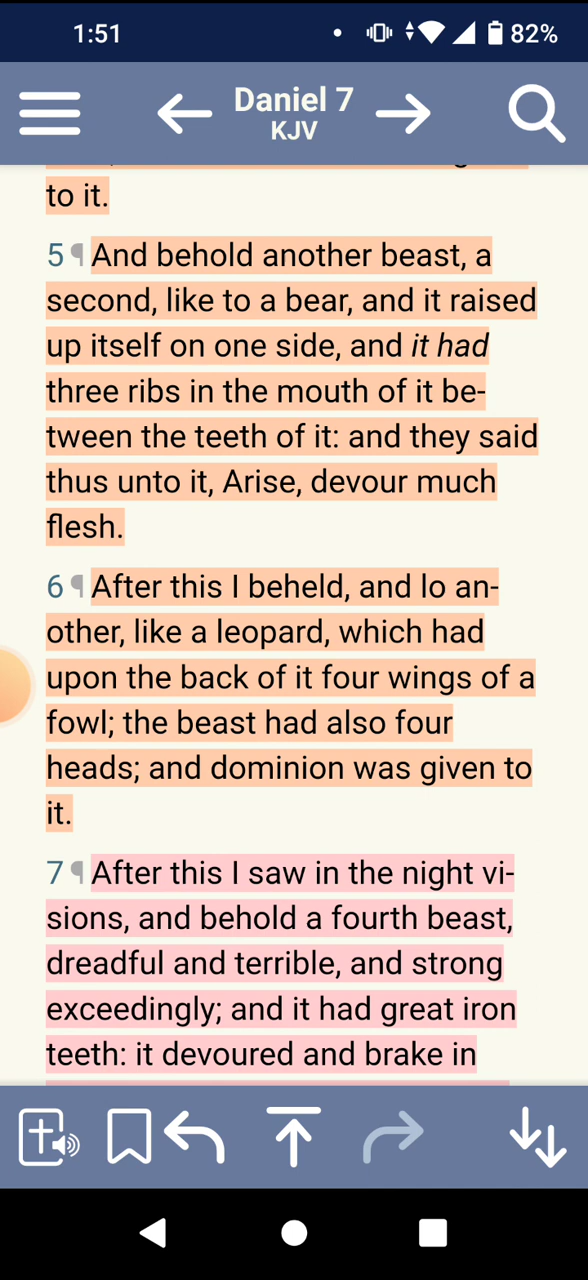 1:51
82%
Daniel 7
KJV
to it.
5 ¶ And behold another beast, a
second, like to a bear, and it raised
up itself on one side, and it had
three ribs in the mouth of it be-
tween the teeth of it: and they said
thus unto it, Arise, devour much
flesh.
6 ¶ After this I beheld, and lo an-
other, like a leopard, which had
upon the back of it four wings of a
fowl; the beast had also four
heads; and dominion was given to
it.
7 ¶ After this I saw in the night vi-
sions, and behold a fourth beast,
dreadful and terrible, and strong
exceedingly; and it had great iron
teeth: it devoured and brake in